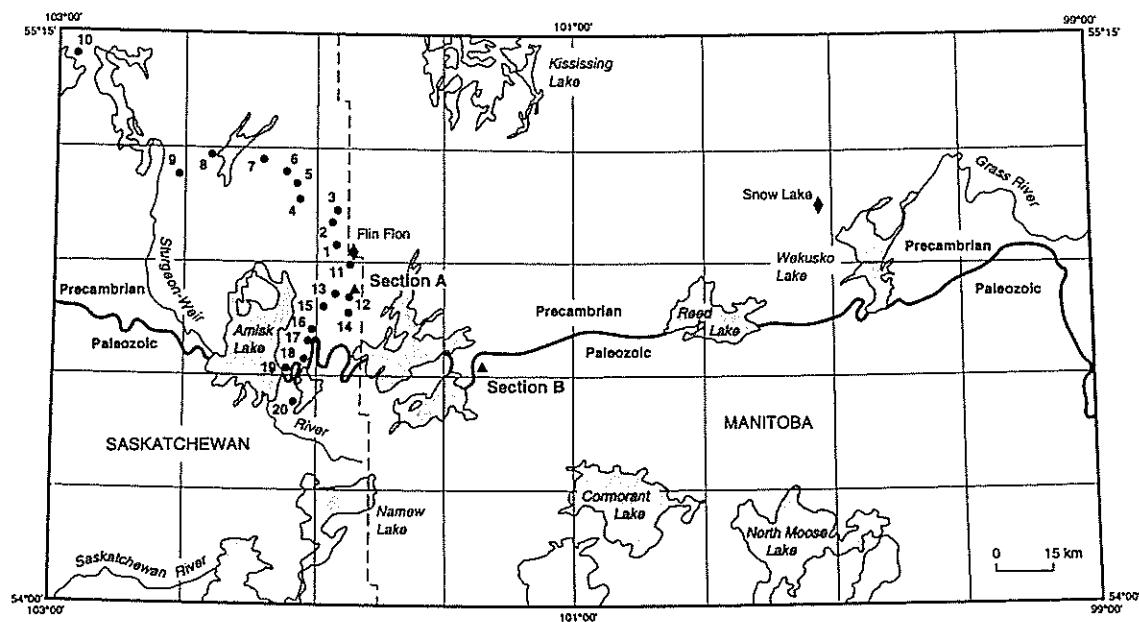 103°00'
101°00'
99°00'
55°15'
55°15'
10
Kississing
Lake
9
8
7
6
5
4
3
2
1
Snow Lake
Grass River
Flin Flon
11
Sturgeon-Weir
Wekusko
Lake
Precambrian
Paleozoic
Section A
13
12
15
14
16
17
18
19
20
Precambrian
Paleozoic
Amisk
Lake
Precambrian
Paleozoic
Reed
Lake
Section B
River
SASKATCHEWAN
MANITOBA
Namew
Lake
Cormorant
Lake
North Moose
Lake
Saskatchewan River
0 15 km
54°00'
54°00'
103°00'
101°00'
99°00'